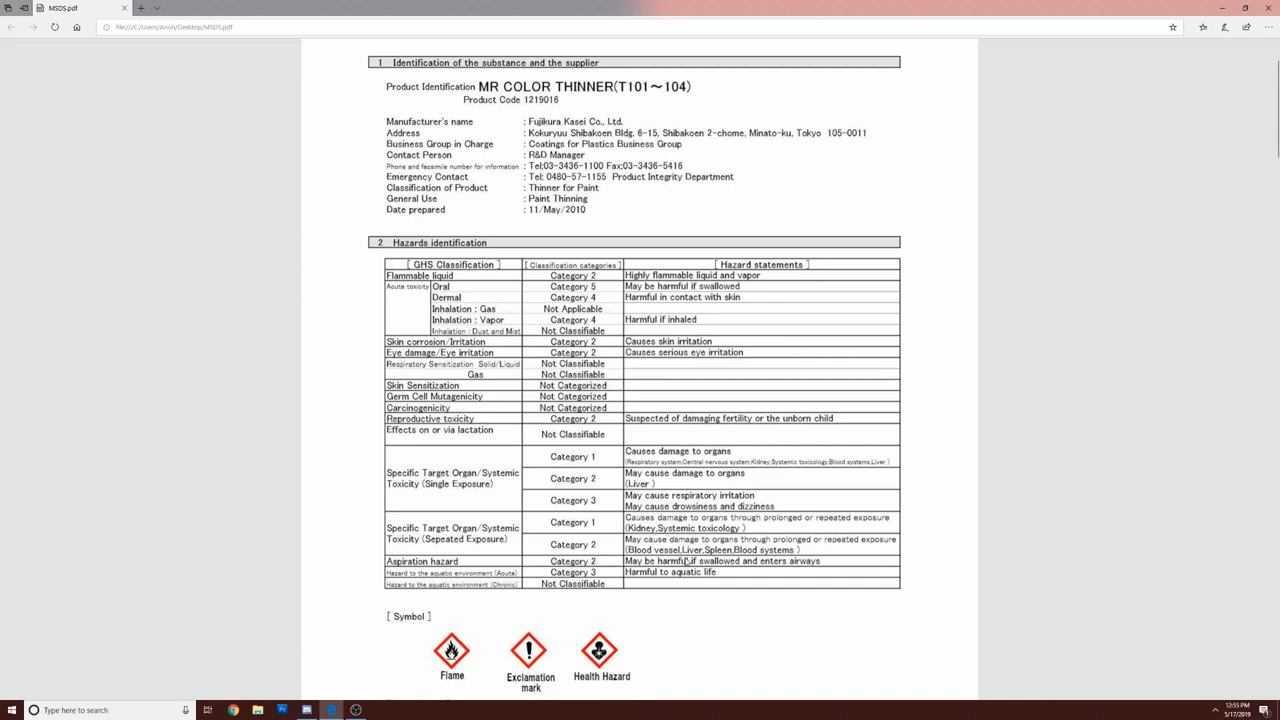 MSDS.pdf
file:///C:/Users/Anon/Desktop/MSDS.pdf
1 Identification of the substance and the supplier
Product Identification MR COLOR THINNER(T101～104)
Product Code 1219016
Manufacturer's name : Fujikura Kasei Co., Ltd.
Address : Kokuryuu Shibakoen Bldg. 6-15, Shibakoen 2-chome, Minato-ku, Tokyo 105-0011
Business Group in Charge : Coatings for Plastics Business Group
Contact Person : R&D Manager
Phone and facsimile number for information : Tel;03-3436-1100 Fax;03-3436-5416
Emergency Contact : Tel; 0480-57-1155 Product Integrity Department
Classification of Product : Thinner for Paint
General Use : Paint Thinning
Date prepared : 11/May/2010
2 Hazards identification
[ GHS Classification ] [ Classification categories ] [ Hazard statements ]
Flammable liquid Category 2 Highly flammable liquid and vapor
Acute toxicity Oral Category 5 May be harmful if swallowed
Dermal Category 4 Harmful in contact with skin
Inhalation : Gas Not Applicable
Inhalation : Vapor Category 4 Harmful if inhaled
Inhalation : Dust and Mist Not Classifiable
Skin corrosion/Irritation Category 2 Causes skin irritation
Eye damage/Eye irritation Category 2 Causes serious eye irritation
Respiratory Sensitization Solid/Liquid Not Classifiable
Gas Not Classifiable
Skin Sensitization Not Categorized
Germ Cell Mutagenicity Not Categorized
Carcinogenicity Not Categorized
Reproductive toxicity Category 2 Suspected of damaging fertility or the unborn child
Effects on or via lactation Not Classifiable
Specific Target Organ/Systemic Toxicity (Single Exposure) Category 1 Causes damage to organs
(Respiratory system,Central nervous system,Kidney,Systemic toxicology,Blood systems,Liver )
Category 2 May cause damage to organs
(Liver )
Category 3 May cause respiratory irritation
May cause drowsiness and dizziness
Specific Target Organ/Systemic Toxicity (Sepeated Exposure) Category 1 Causes damage to organs through prolonged or repeated exposure
(Kidney,Systemic toxicology )
Category 2 May cause damage to organs through prolonged or repeated exposure
(Blood vessel,Liver,Spleen,Blood systems )
Aspiration hazard Category 2 May be harmful if swallowed and enters airways
Hazard to the aquatic environment (Acute) Category 3 Harmful to aquatic life
Hazard to the aquatic environment (Chronic) Not Classifiable
[ Symbol ]
Flame
Exclamation
mark
Health Hazard
Type here to search
12:55 PM
5/17/2019